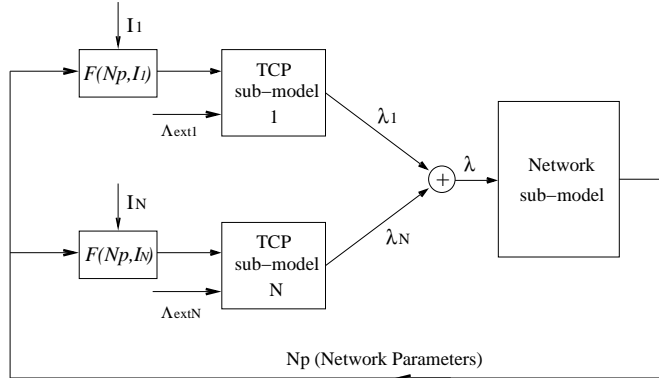 I1
F(Np,I1)
TCP
sub-model
1
Λext1
λ1
+
λ
Network
sub-model
IN
F(Np,IN)
TCP
sub-model
N
ΛextN
λN
Np (Network Parameters)